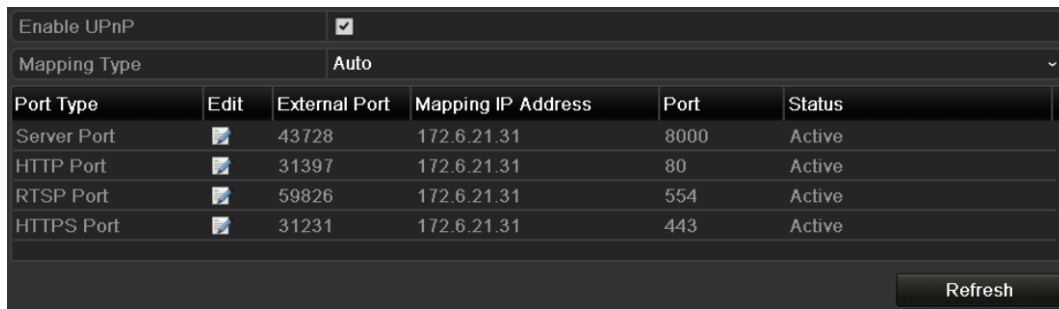 Enable UPnP
Mapping Type Auto
Port Type Edit External Port Mapping IP Address Port Status
Server Port 43728 172.6.21.31 8000 Active
HTTP Port 31397 172.6.21.31 80 Active
RTSP Port 59826 172.6.21.31 554 Active
HTTPS Port 31231 172.6.21.31 443 Active
Refresh